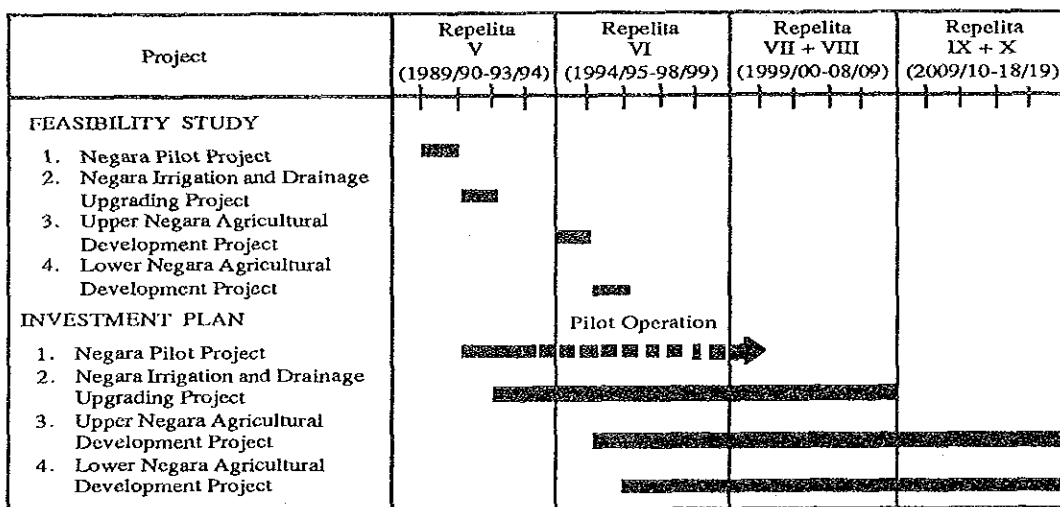 Project
Repelita
V
(1989/90-93/94)
Repelita
VI
(1994/95-98/99)
Repelita
VII + VIII
(1999/00-08/09)
Repelita
IX + X
(2009/10-18/19)
FEASIBILITY STUDY
1. Negara Pilot Project
2. Negara Irrigation and Drainage
Upgrading Project
3. Upper Negara Agricultural
Development Project
4. Lower Negara Agricultural
Development Project
INVESTMENT PLAN
Pilot Operation
1. Negara Pilot Project
2. Negara Irrigation and Drainage
Upgrading Project
3. Upper Negara Agricultural
Development Project
4. Lower Negara Agricultural
Development Project